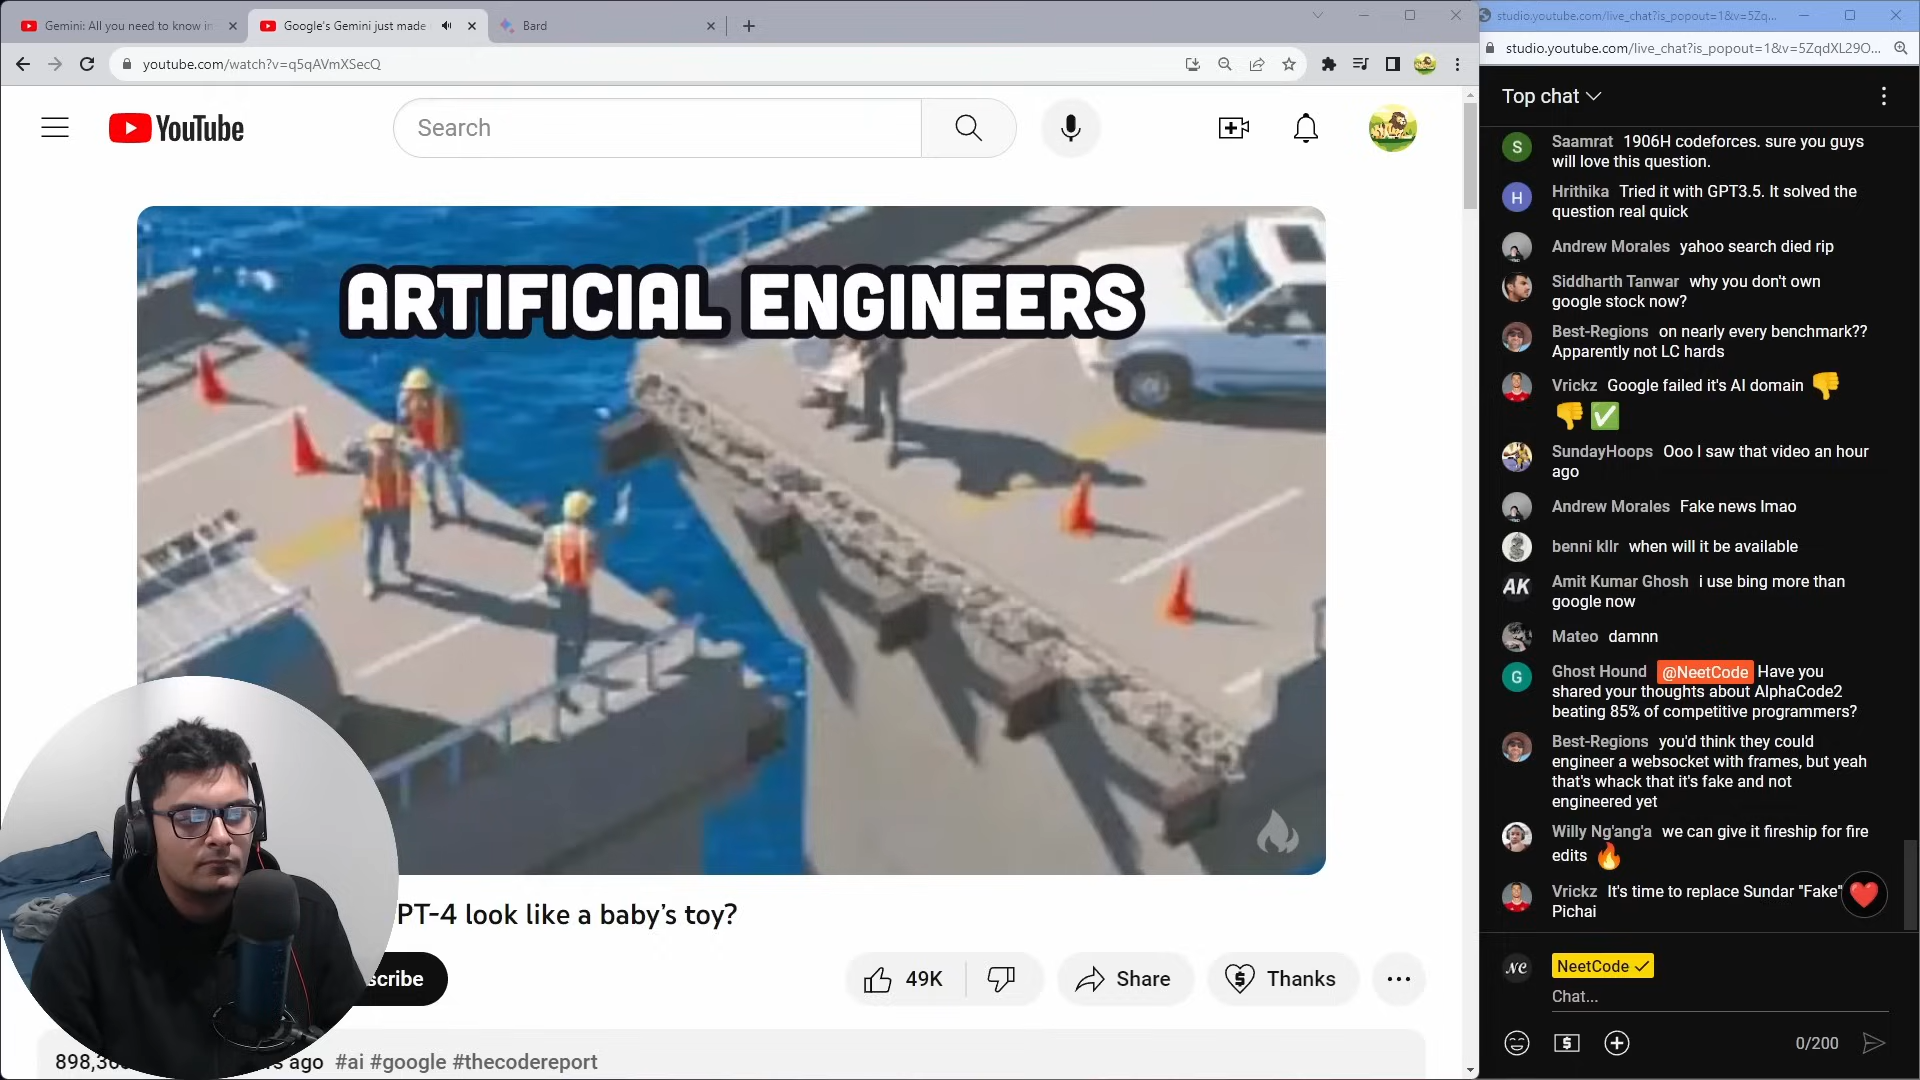 Gemini: All you need to know in
Google's Gemini just made
Bard
youtube.com/watch?v=q5qAVmXSecQ
YouTube
Search
ARTIFICIAL ENGINEERS
PT-4 look like a baby's toy?
scribe
49K
Share
Thanks
ago #ai #google #thecodereport
studio.youtube.com/live_chat?is_popout=1&v=5Zq...
studio.youtube.com/live_chat?is_popout=1&v=5ZqdXL29O...
Top chat
S
Saamrat 1906H codeforces. sure you guys
will love this question.
H
Hrithika Tried it with GPT3.5. It solved the
question real quick
Andrew Morales yahoo search died rip
Siddharth Tanwar why you don't own
google stock now?
Best-Regions on nearly every benchmark??
Apparently not LC hards
Vrickz Google failed it's AI domain 👎
👎 ✅
SundayHoops Ooo I saw that video an hour
ago
Andrew Morales Fake news lmao
benni kllr when will it be available
AK
Amit Kumar Ghosh i use bing more than
google now
Mateo damnn
G
Ghost Hound @NeetCode Have you
shared your thoughts about AlphaCode2
beating 85% of competitive programmers?
Best-Regions you'd think they could
engineer a websocket with frames, but yeah
that's whack that it's fake and not
engineered yet
Willy Ng'ang'a we can give it fireship for fire
edits 🔥
Vrickz It's time to replace Sundar "Fake"
Pichai
NC
NeetCode
Chat...
0/200